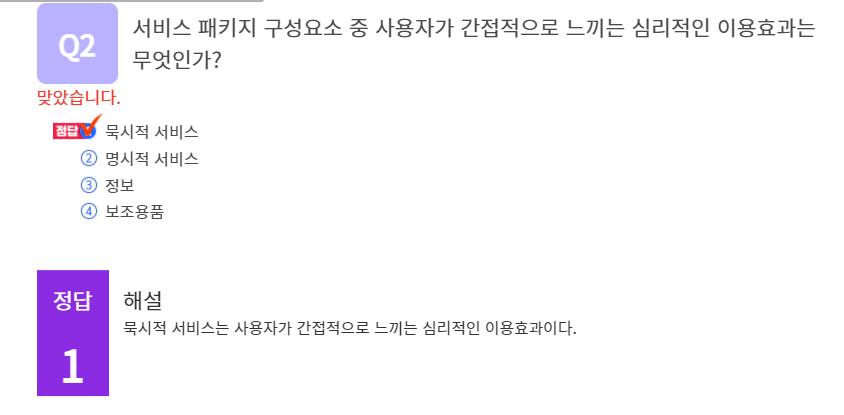 Q2
서비스 패키지 구성요소 중 사용자가 간접적으로 느끼는 심리적인 이용효과는
무엇인가?
맞았습니다.
정답 묵시적 서비스
② 명시적 서비스
③ 정보
④ 보조용품
정답
1
해설
묵시적 서비스는 사용자가 간접적으로 느끼는 심리적인 이용효과이다.